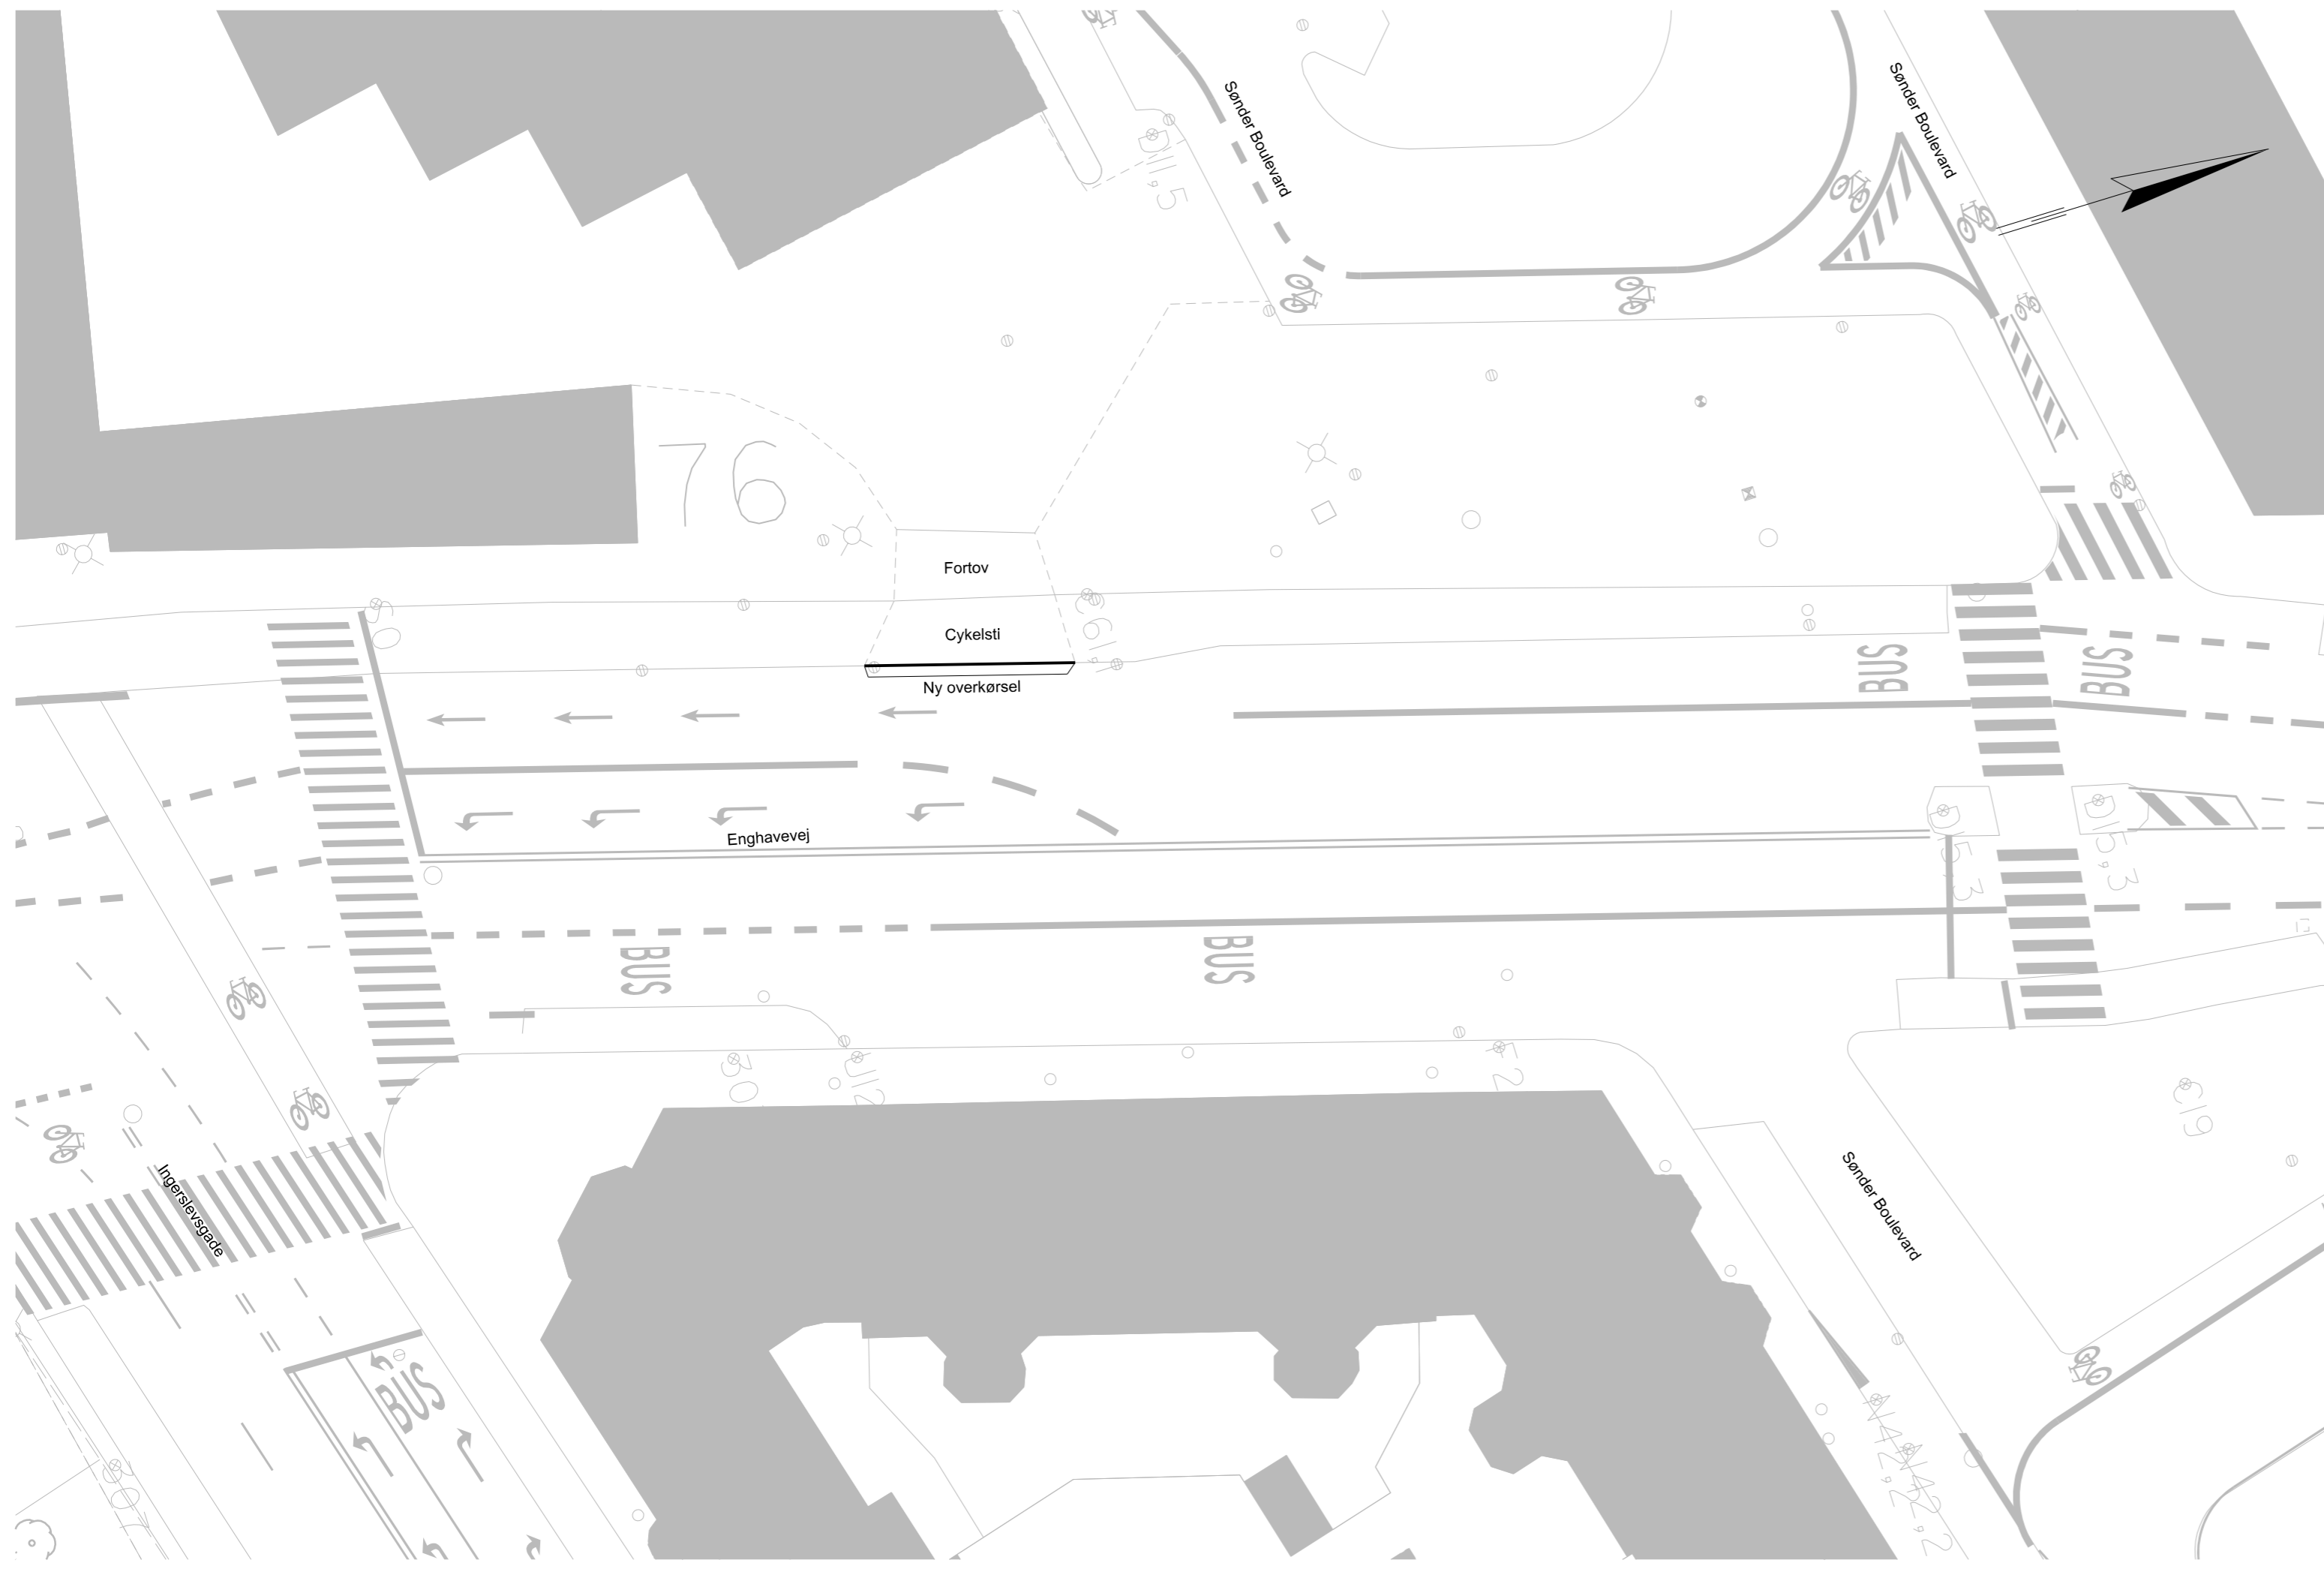 Sønder Boulevard
Sønder Boulevard
76
Fortov
Cykelsti
Ny overkørsel
BUS
BUS
Enghavevej
BUS
BUS
Sønder Boulevard
Ingerslevsgade
BUS